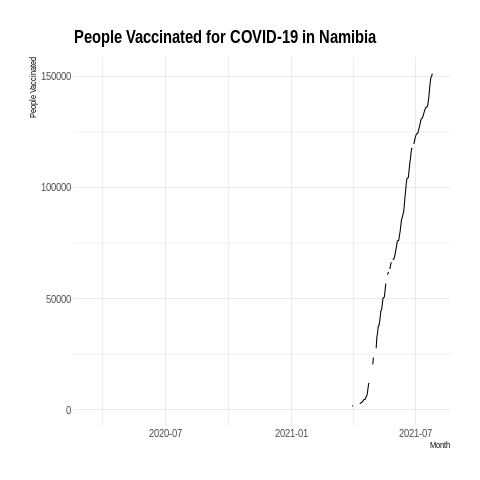 People Vaccinated for COVID-19 in Namibia
People Vaccinated
150000
100000
50000
0
2020-07
2021-01
2021-07
Month